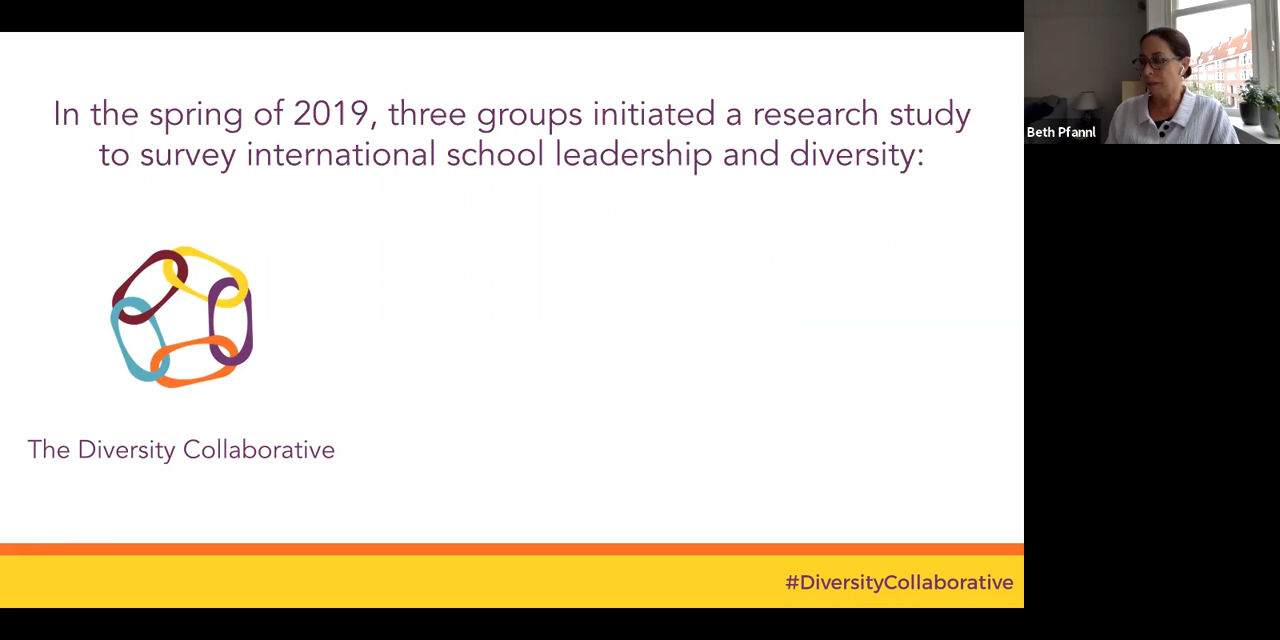 In the spring of 2019, three groups initiated a research study
to survey international school leadership and diversity:
Beth Pfannl
The Diversity Collaborative
#DiversityCollaborative